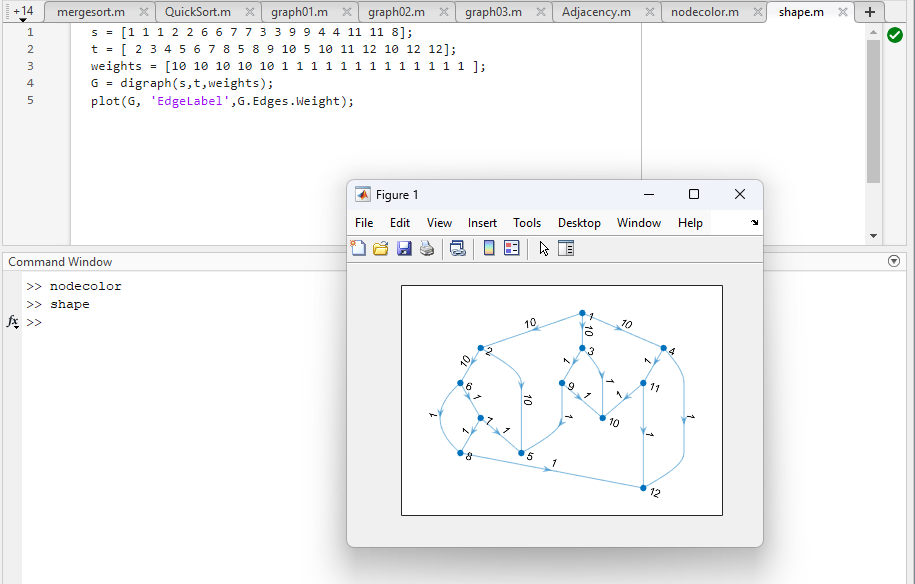 +14 mergesort.m QuickSort.m graph01.m graph02.m graph03.m Adjacency.m nodecolor.m shape.m +
1 s = [1 1 1 2 2 6 6 7 7 3 3 9 9 4 4 11 11 8];
2 t = [ 2 3 4 5 6 7 8 5 8 9 10 5 10 11 12 10 12 12];
3 weights = [10 10 10 10 10 1 1 1 1 1 1 1 1 1 1 1 1 1 ];
4 G = digraph(s,t,weights);
5 plot(G, 'EdgeLabel',G.Edges.Weight);
Figure 1
File Edit View Insert Tools Desktop Window Help
Command Window
>> nodecolor
>> shape
fx >>
1
10 10 10
2 3 4
10 1 1
6 9 11
1 10 1 1 1 1
1 7 10
1 1 1 1
8 5
1
12